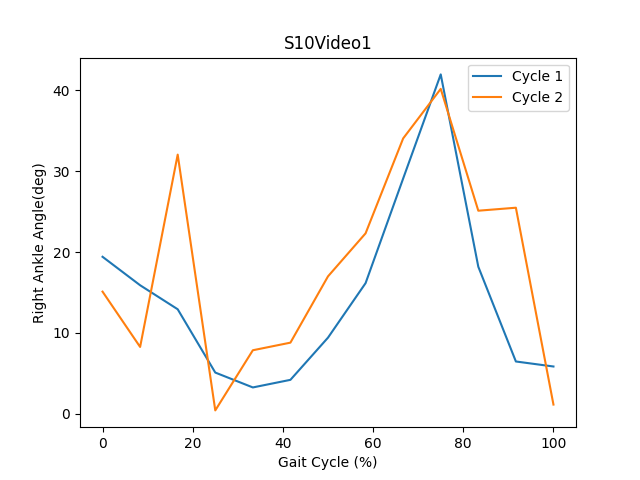 S10Video1
Cycle 1
Cycle 2
Right Ankle Angle(deg)
40
30
20
10
0
0 20 40 60 80 100
Gait Cycle (%)